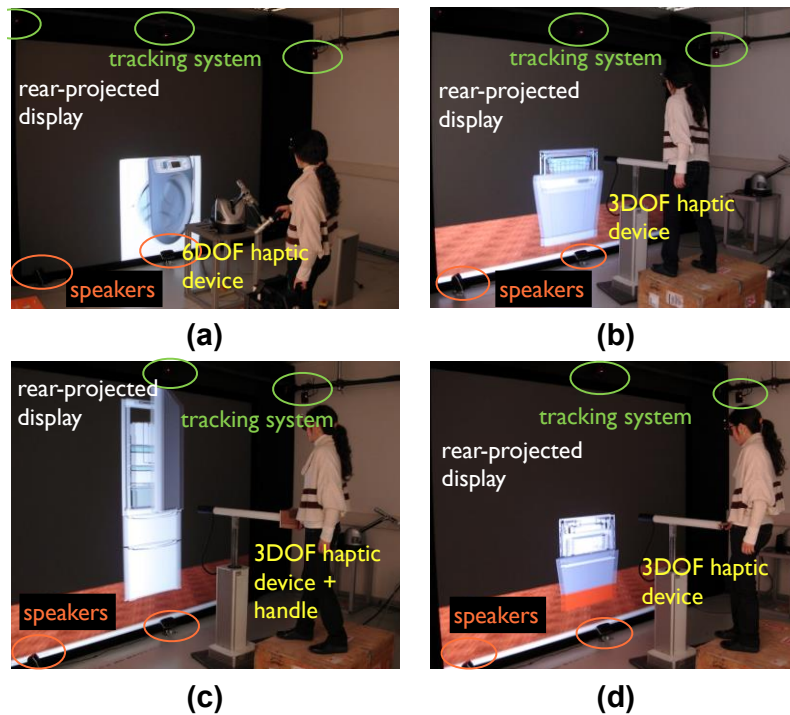 tracking system
rear-projected
display
6DOF haptic
device
speakers
(a)
tracking system
rear-projected
display
3DOF haptic
device
speakers
(b)
rear-projected
display
tracking system
3DOF haptic
device +
handle
speakers
(c)
tracking system
rear-projected
display
3DOF haptic
device
speakers
(d)